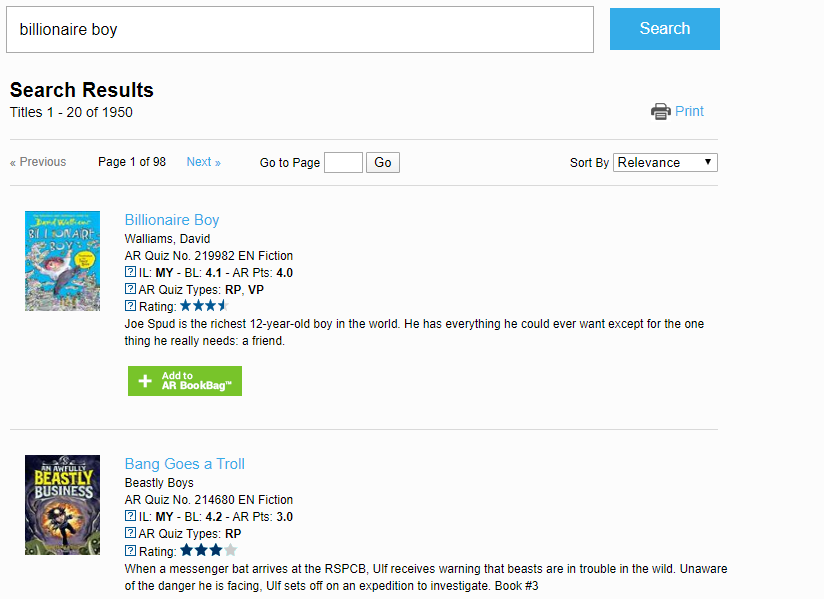 billionaire boy
Search
Search Results
Titles 1 - 20 of 1950
Print
« Previous Page 1 of 98 Next » Go to Page Go Sort By Relevance ▼
David Walliams
BILLIONAIRE
BOY
Billionaire Boy
Walliams, David
AR Quiz No. 219982 EN Fiction
? IL: MY - BL: 4.1 - AR Pts: 4.0
? AR Quiz Types: RP, VP
? Rating:
Joe Spud is the richest 12-year-old boy in the world. He has everything he could ever want except for the one
thing he really needs: a friend.
+ Add to
AR BookBag™
AN AWFULLY
BEASTLY
BUSINESS
Bang Goes a Troll
Beastly Boys
AR Quiz No. 214680 EN Fiction
? IL: MY - BL: 4.2 - AR Pts: 3.0
? AR Quiz Types: RP
? Rating:
When a messenger bat arrives at the RSPCB, Ulf receives warning that beasts are in trouble in the wild. Unaware
of the danger he is facing, Ulf sets off on an expedition to investigate. Book #3